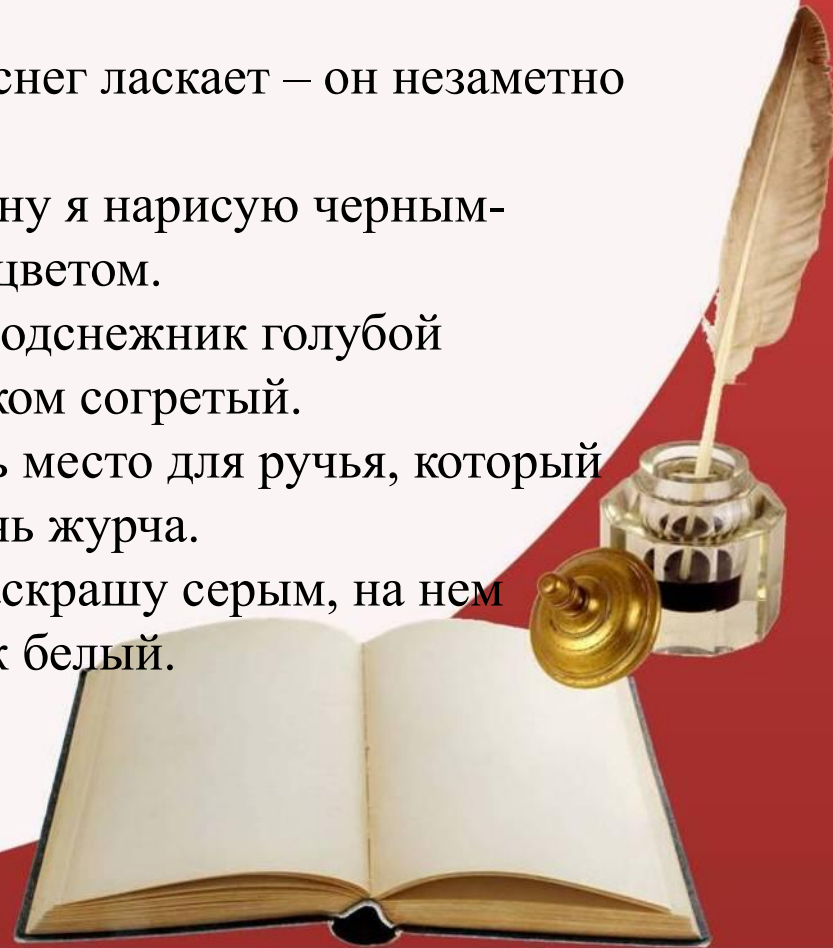 снег ласкает – он незаметно
ну я нарисую черным-
цветом.
одснежник голубой
ком согретый.
ь место для ручья, который
нь журча.
скрашу серым, на нем
к белый.